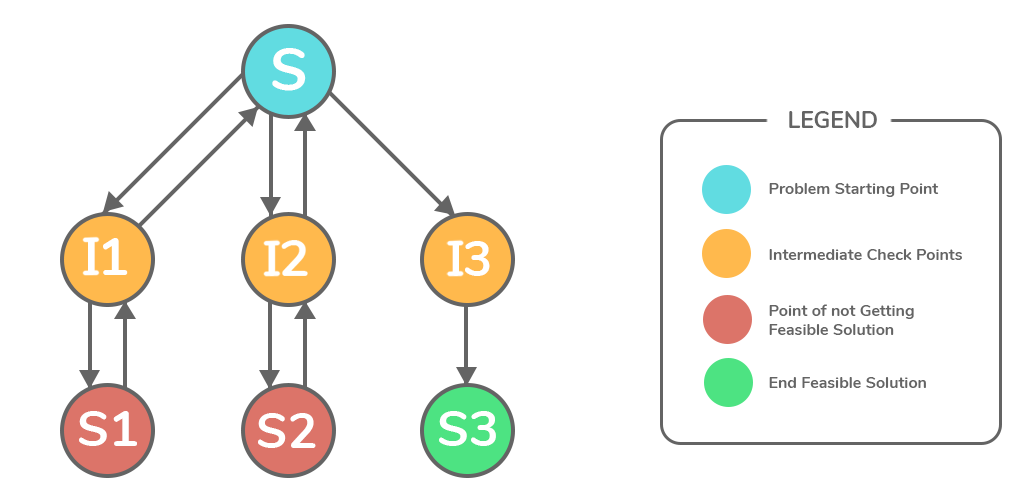 S
I1
I2
I3
S1
S2
S3
LEGEND
Problem Starting Point
Intermediate Check Points
Point of not Getting
Feasible Solution
End Feasible Solution